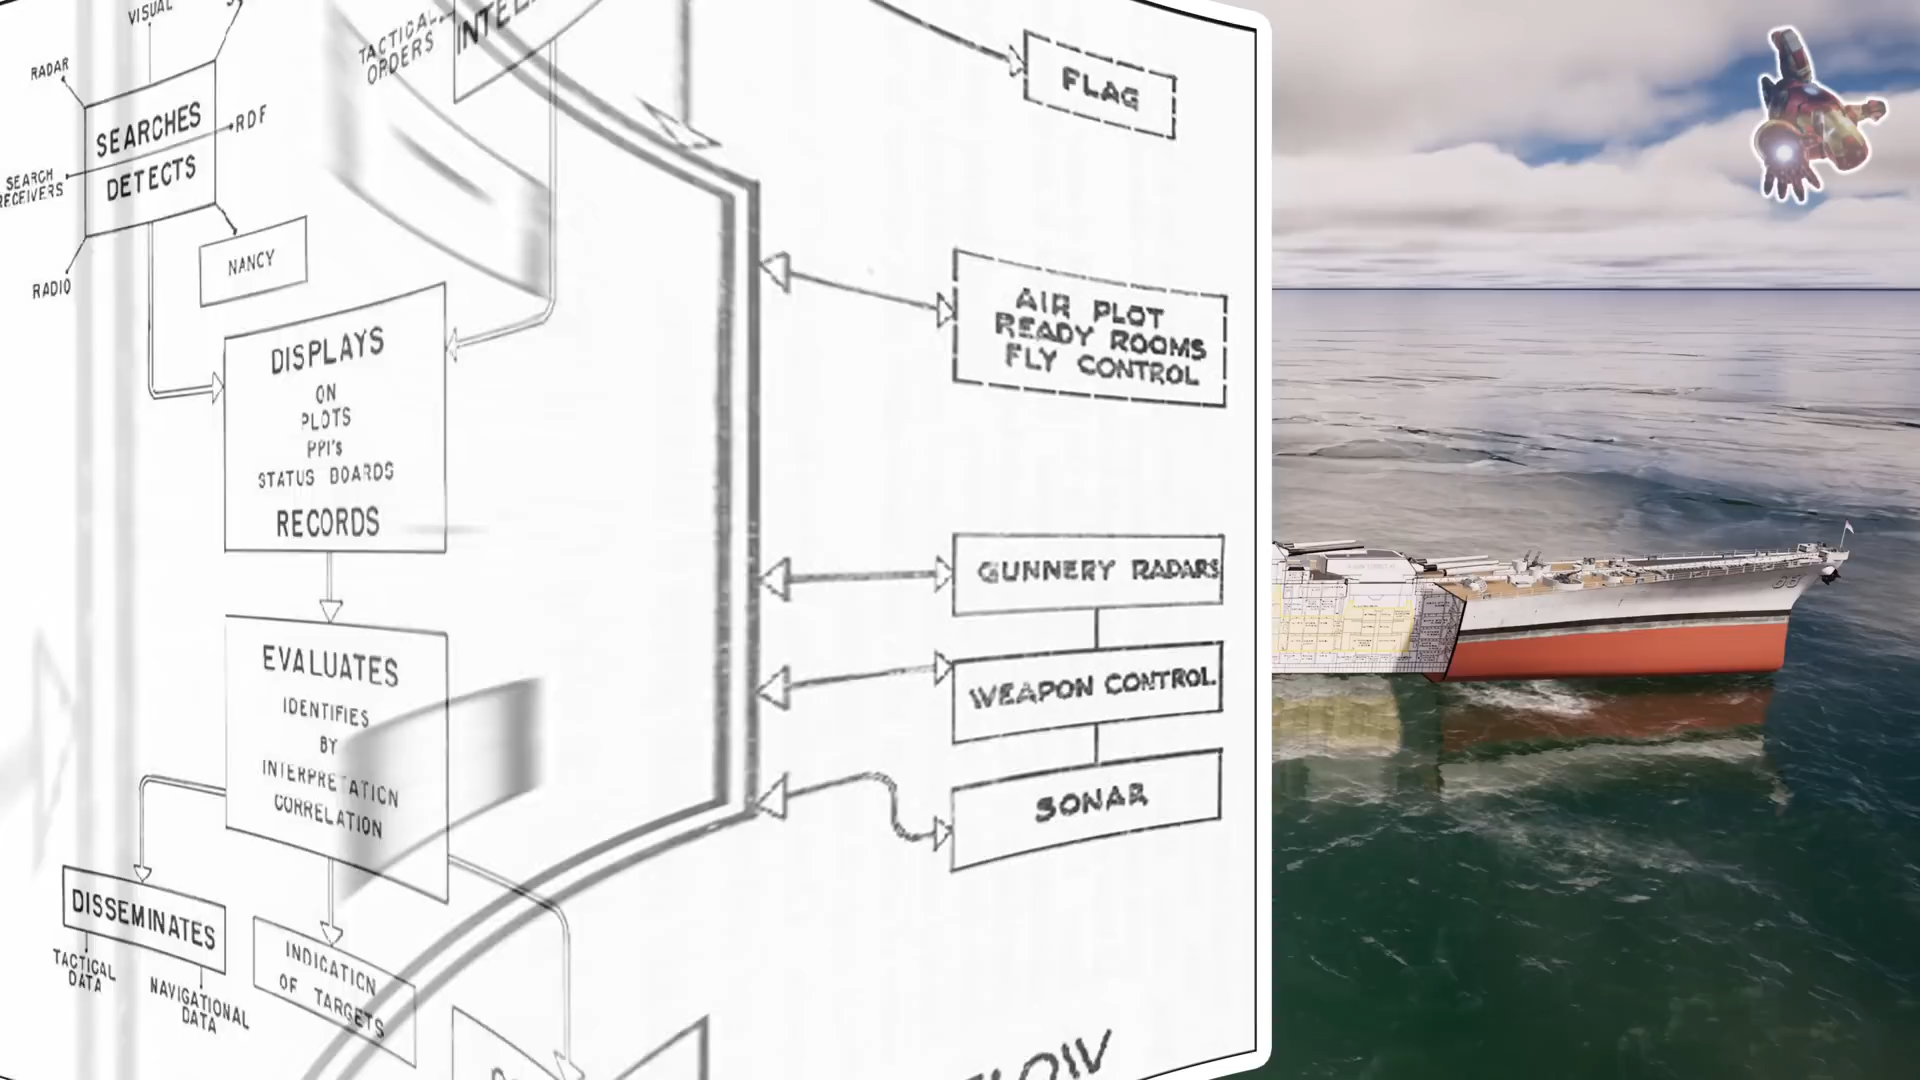 VISUAL
RADAR
SEARCHES
DETECTS
RDF
SEARCH
RECEIVERS
RADIO
NANCY
TACTICAL
ORDERS
DISPLAYS
ON
PLOTS
PPI's
STATUS BOARDS
RECORDS
EVALUATES
IDENTIFIES
BY
INTERPRETATION
CORRELATION
DISSEMINATES
TACTICAL
DATA
NAVIGATIONAL
DATA
INDICATION
OF TARGETS
FLAG
AIR PLOT
READY ROOMS
FLY CONTROL
GUNNERY RADARS
WEAPON CONTROL.
SONAR